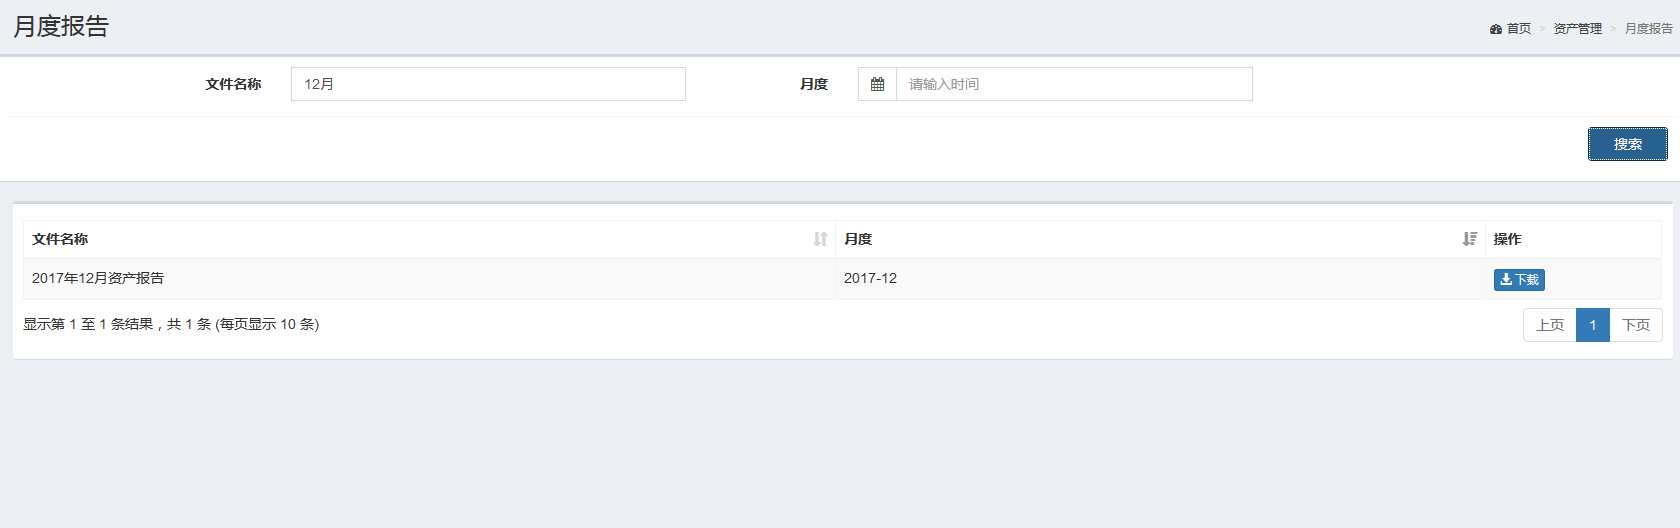 月度报告
首页 > 资产管理 > 月度报告
文件名称 12月 月度 请输入时间
搜索
文件名称 月度 操作
2017年12月资产报告 2017-12 下载
显示第 1 至 1 条结果，共 1 条 (每页显示 10 条) 上页 1 下页